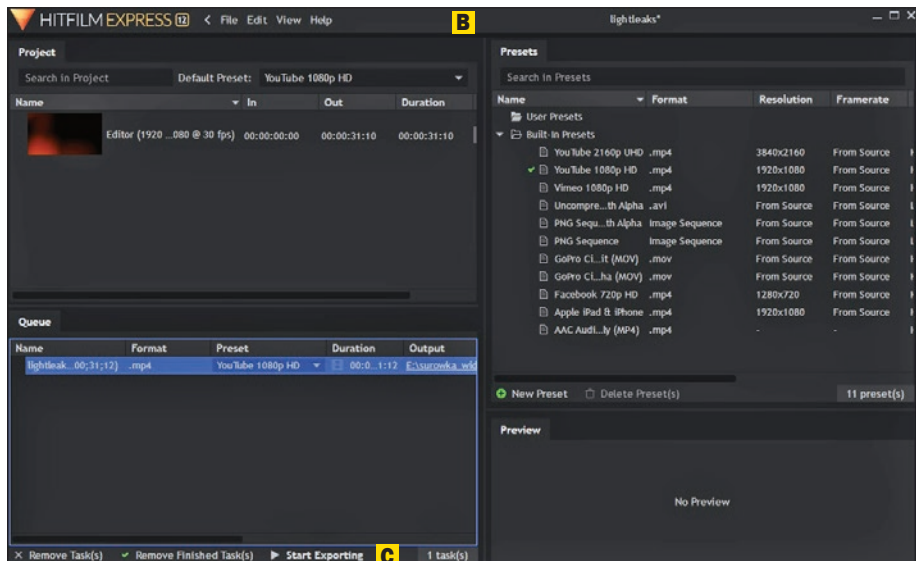 HITFILM EXPRESS 12 < File Edit View Help B lightleaks*
Project
Search in Project Default Preset: YouTube 1080p HD
Name In Out Duration
Editor (1920 ...080 @ 30 fps) 00:00:00:00 00:00:31:10 00:00:31:10
Queue
Name Format Preset Duration Output
lightleak...00;31;12) .mp4 YouTube 1080p HD 00:0...1:12 E:\surowka_wid
Remove Task(s) Remove Finished Task(s) Start Exporting C 1 task(s)
Presets
Search in Presets
Name Format Resolution Framerate
User Presets
Built-In Presets
YouTube 2160p UHD .mp4 3840x2160 From Source
YouTube 1080p HD .mp4 1920x1080 From Source
Vimeo 1080p HD .mp4 1920x1080 From Source
Uncompre...th Alpha .avi From Source From Source
PNG Sequ...th Alpha Image Sequence From Source From Source
PNG Sequence Image Sequence From Source From Source
GoPro Ci...it (MOV) .mov From Source From Source
GoPro Ci...ha (MOV) .mov From Source From Source
Facebook 720p HD .mp4 1280x720 From Source
Apple iPad & iPhone .mp4 1920x1080 From Source
AAC Audi...ly (MP4) .mp4 - -
New Preset Delete Preset(s) 11 preset(s)
Preview
No Preview